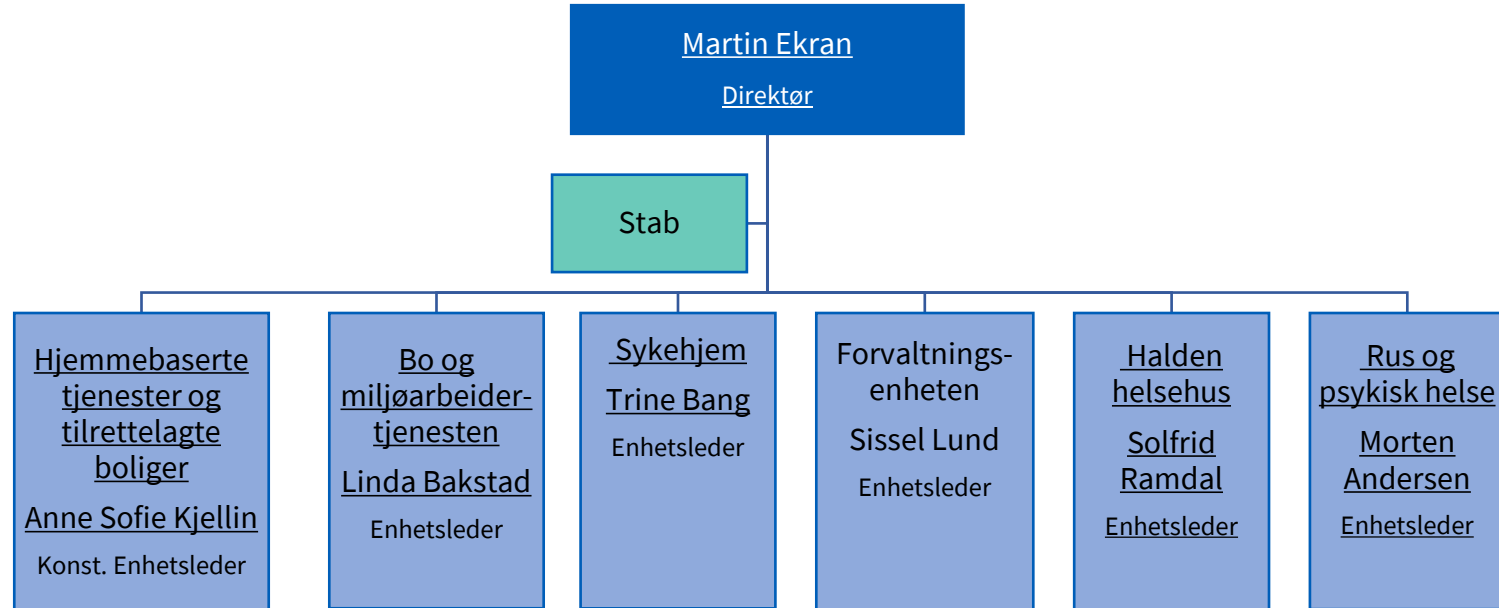 Martin Ekran
Direktør
Stab
Hjemmebaserte
tjenester og
tilrettelagte
boliger
Anne Sofie Kjellin
Konst. Enhetsleder
Bo og
miljøarbeider-
tjenesten
Linda Bakstad
Enhetsleder
Sykehjem
Trine Bang
Enhetsleder
Forvaltnings-
enheten
Sissel Lund
Enhetsleder
Halden
helsehus
Solfrid
Ramdal
Enhetsleder
Rus og
psykisk helse
Morten
Andersen
Enhetsleder